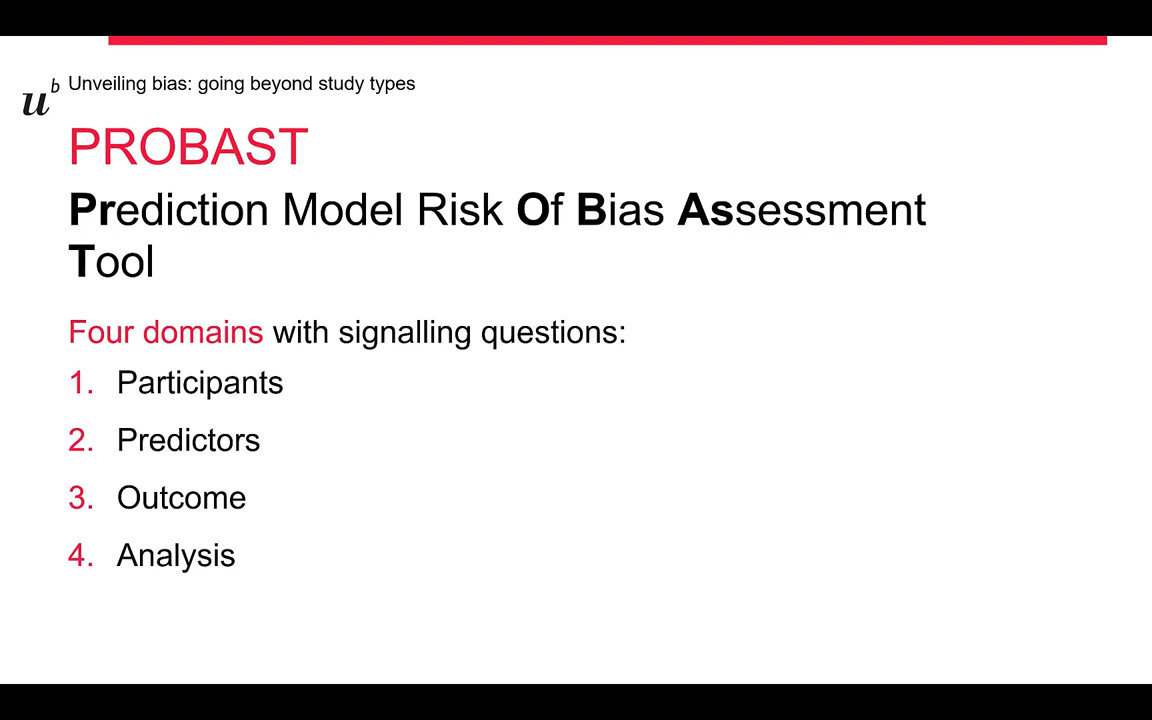 Unveiling bias: going beyond study types
u^b
PROBAST
Prediction Model Risk Of Bias Assessment
Tool
Four domains with signalling questions:
1. Participants
2. Predictors
3. Outcome
4. Analysis